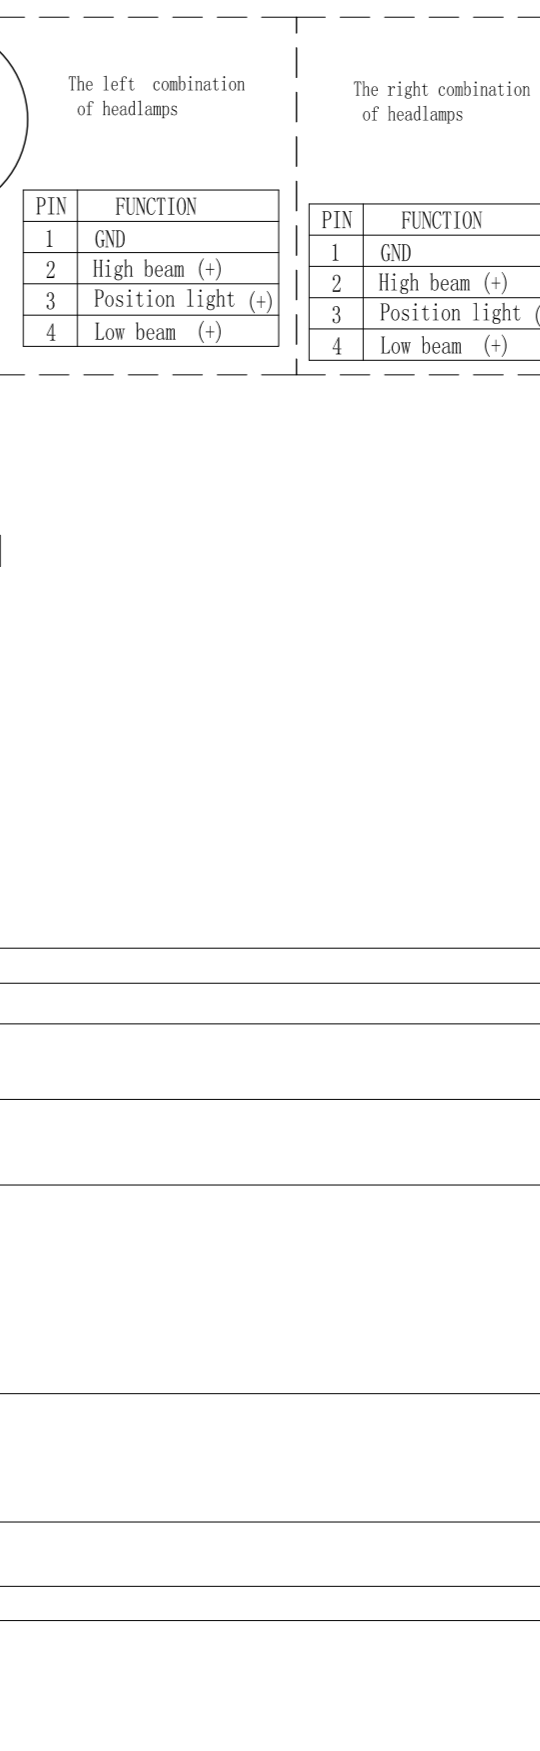 The left combination
of headlamps
PIN FUNCTION
1 GND
2 High beam (+)
3 Position light (+)
4 Low beam (+)
The right combination
of headlamps
PIN FUNCTION
1 GND
2 High beam (+)
3 Position light (
4 Low beam (+)